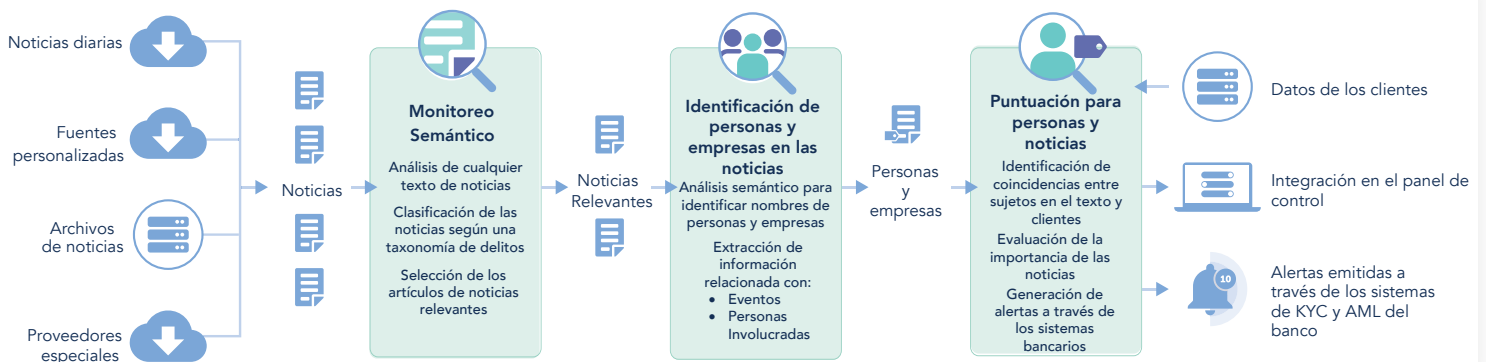 Noticias diarias
Fuentes
personalizadas
Archivos
de noticias
Proveedores
especiales
Noticias
Monitoreo
Semántico
Análisis de cualquier
texto de noticias
Clasificación de las
noticias según una
taxonomía de delitos
Selección de los
artículos de noticias
relevantes
Noticias
Relevantes
Identificación de
personas y
empresas en las
noticias
Análisis semántico para
identificar nombres de
personas y empresas
Extracción de
información
relacionada con:
• Eventos
• Personas
Involucradas
Personas
y
empresas
Puntuación para
personas y
noticias
Identificación de
coincidencias entre
sujetos en el texto y
clientes
Evaluación de la
importancia de las
noticias
Generación de
alertas a través de
los sistemas
bancarios
Datos de los clientes
Integración en el panel de
control
10
Alertas emitidas a
través de los sistemas
de KYC y AML del
banco